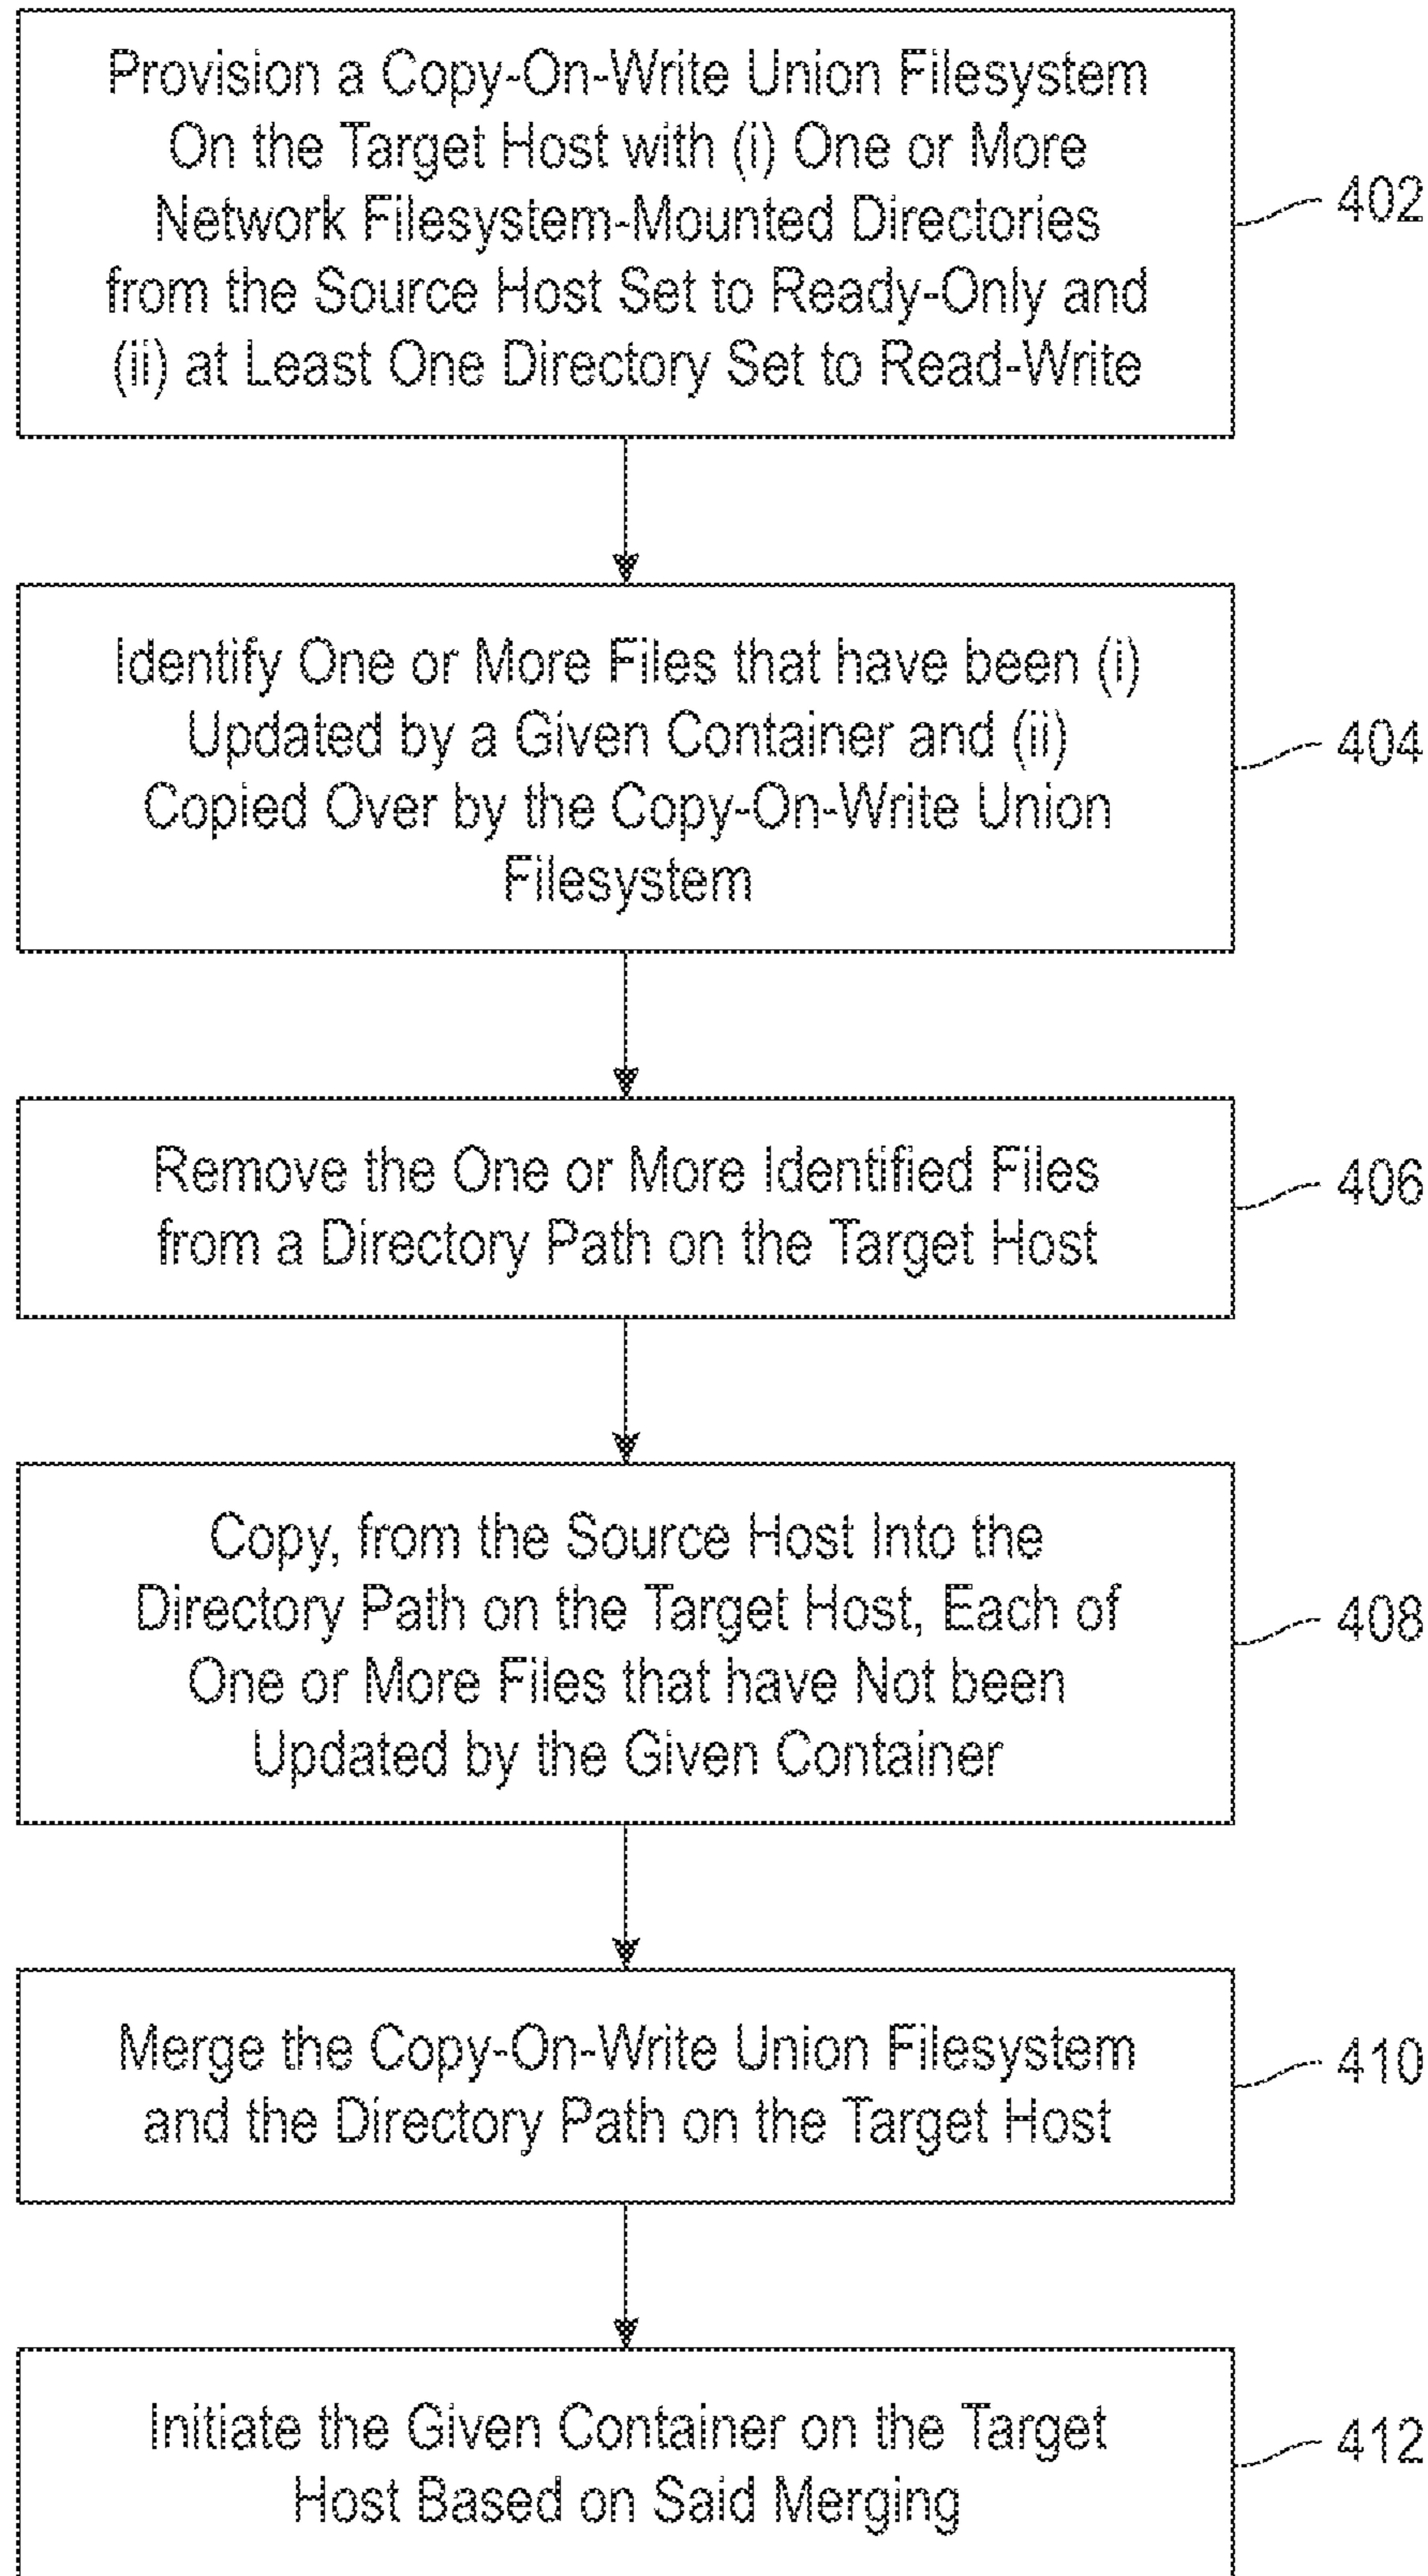 Provision a Copy-On-Write Union Filesystem
On the Target Host with (i) One or More
Network Filesystem-Mounted Directories
from the Source Host Set to Ready-Only and
(ii) at Least One Directory Set to Read-Write
402
Identify One or More Files that have been (i)
Updated by a Given Container and (ii)
Copied Over by the Copy-On-Write Union
Filesystem
404
Remove the One or More Identified Files
from a Directory Path on the Target Host
406
Copy, from the Source Host Into the
Directory Path on the Target Host, Each of
One or More Files that have Not been
Updated by the Given Container
408
Merge the Copy-On-Write Union Filesystem
and the Directory Path on the Target Host
410
Initiate the Given Container on the Target
Host Based on Said Merging
412